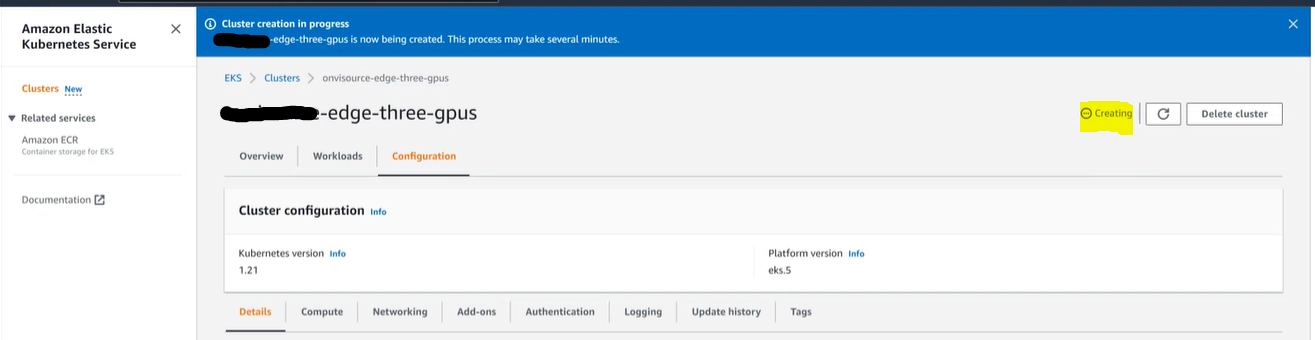 Amazon Elastic
Kubernetes Service
Clusters New
Related services
Amazon ECR
Container storage for EKS
Documentation
Cluster creation in progress
-edge-three-gpus is now being created. This process may take several minutes.
EKS > Clusters > onvisource-edge-three-gpus
-edge-three-gpus
Creating
Delete cluster
Overview
Workloads
Configuration
Cluster configuration Info
Kubernetes version Info
1.21
Platform version Info
eks.5
Details
Compute
Networking
Add-ons
Authentication
Logging
Update history
Tags